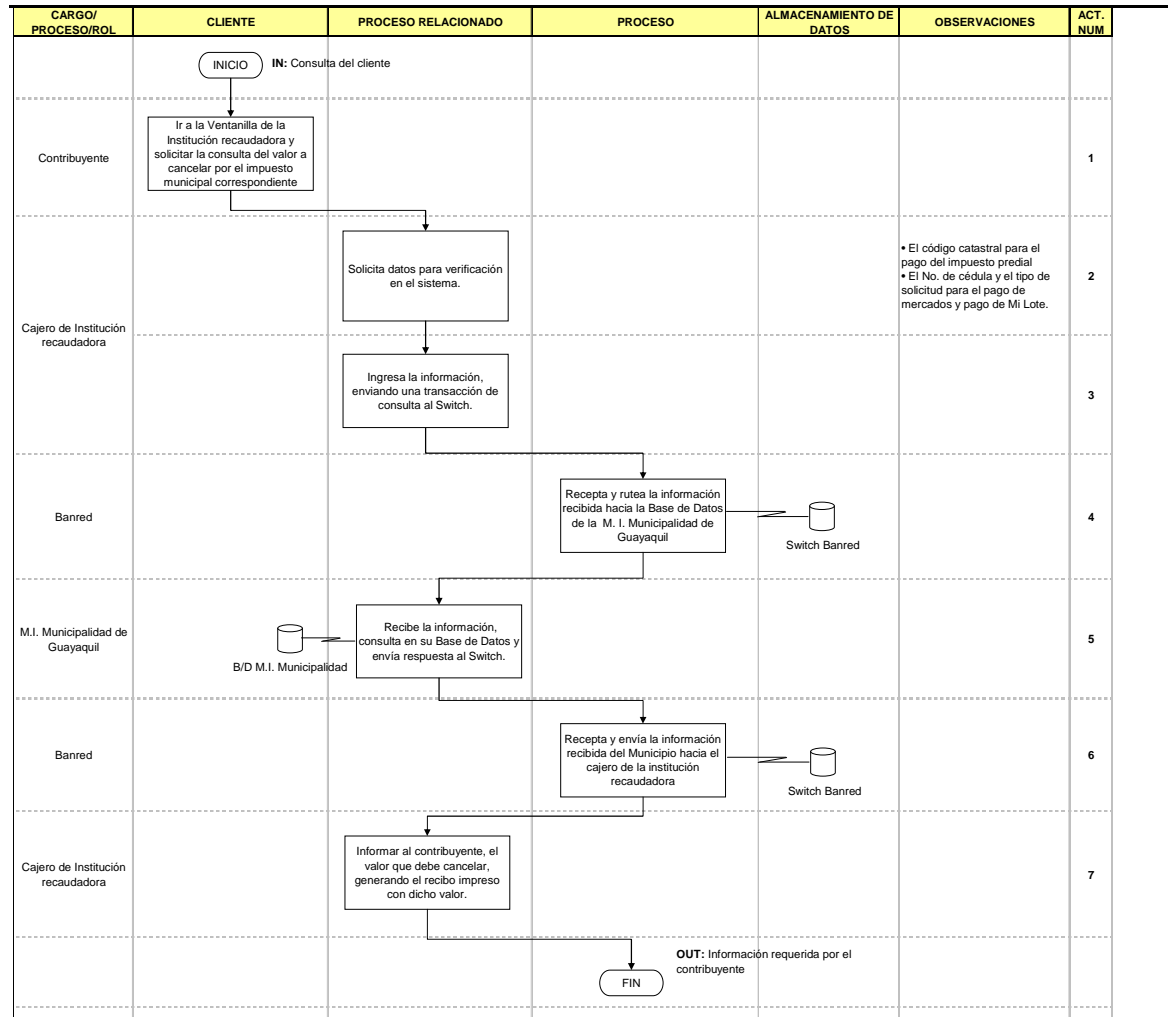 CARGO/
PROCESO/ROL
CLIENTE
PROCESO RELACIONADO
PROCESO
ALMACENAMIENTO DE
DATOS
OBSERVACIONES
ACT.
NUM
INICIO
IN: Consulta del cliente
Contribuyente
Ir a la Ventanilla de la
Institución recaudadora y
solicitar la consulta del valor a
cancelar por el impuesto
municipal correspondiente
1
Cajero de Institución
recaudadora
Solicita datos para verificación
en el sistema.
• El código catastral para el
pago del impuesto predial
• El No. de cédula y el tipo de
solicitud para el pago de
mercados y pago de Mi Lote.
2
Ingresa la información,
enviando una transacción de
consulta al Switch.
3
Banred
Recepta y rutea la información
recibida hacia la Base de Datos
de la M. I. Municipalidad de
Guayaquil
Switch Banred
4
M.I. Municipalidad de
Guayaquil
B/D M.I. Municipalidad
Recibe la información,
consulta en su Base de Datos y
envía respuesta al Switch.
5
Banred
Recepta y envía la información
recibida del Municipio hacia el
cajero de la institución
recaudadora
Switch Banred
6
Cajero de Institución
recaudadora
Informar al contribuyente, el
valor que debe cancelar,
generando el recibo impreso
con dicho valor.
7
OUT: Información requerida por el
contribuyente
FIN